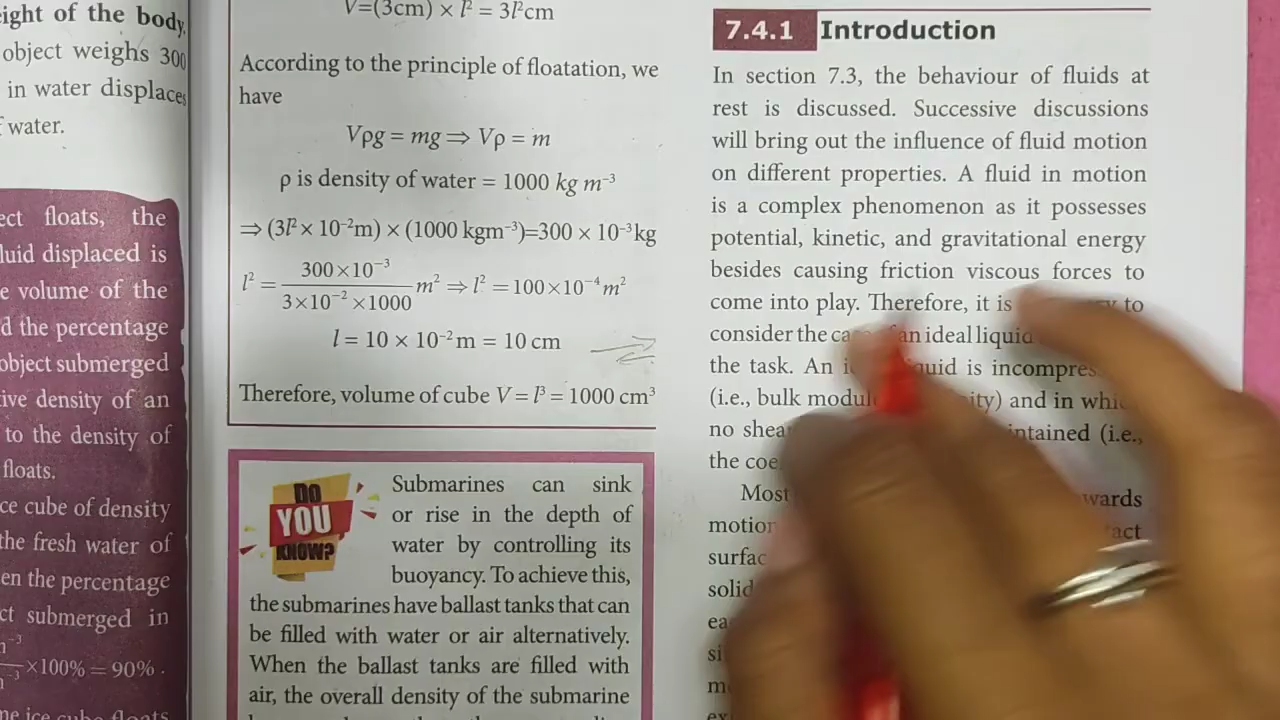 eight of the body.
object weighs 300
in water displaces
f water.
ect floats, the
luid displaced is
e volume of the
d the percentage
object submerged
ive density of an
to the density of
floats.
ce cube of density
the fresh water of
en the percentage
ct submerged in
×100% = 90% .
me ice cube floats
V=(3cm) × l² = 3l²cm
According to the principle of floatation, we
have
Vρg = mg ⇒ Vρ = m
ρ is density of water = 1000 kg m⁻³
⇒ (3l² × 10⁻²m) × (1000 kgm⁻³)=300 × 10⁻³kg
l² = 300×10⁻³ / 3×10⁻² ×1000 m² ⇒ l² = 100×10⁻⁴ m²
l = 10 × 10⁻² m = 10 cm
Therefore, volume of cube V = l³ = 1000 cm³
DO
YOU
KNOW?
Submarines can sink
or rise in the depth of
water by controlling its
buoyancy. To achieve this,
the submarines have ballast tanks that can
be filled with water or air alternatively.
When the ballast tanks are filled with
air, the overall density of the submarine
7.4.1 Introduction
In section 7.3, the behaviour of fluids at
rest is discussed. Successive discussions
will bring out the influence of fluid motion
on different properties. A fluid in motion
is a complex phenomenon as it possesses
potential, kinetic, and gravitational energy
besides causing friction viscous forces to
come into play. Therefore, it is to
consider the an ideal liquid
the task. An is incompres
(i.e., bulk modul ity) and in whi
no shea ntained (i.e.,
the coe
Most wards
motion tact
surfac
solid
ea
si
m
ex